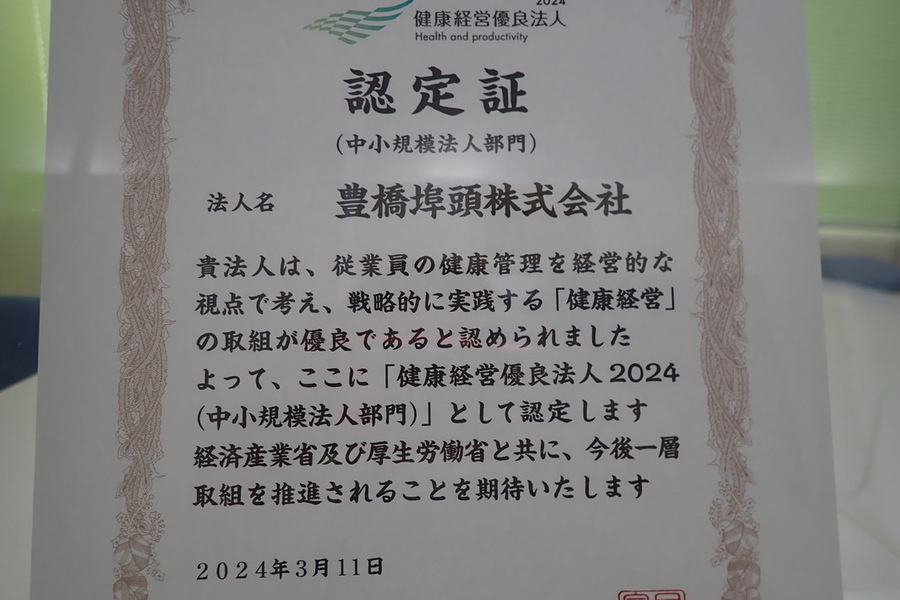 2024
健康経営優良法人
Health and productivity
認定証
(中小規模法人部門)
法人名 豊橋埠頭株式会社
貴法人は、従業員の健康管理を経営的な
視点で考え、戦略的に実践する「健康経営」
の取組が優良であると認められました
よって、ここに「健康経営優良法人2024
(中小規模法人部門)」として認定します
経済産業省及び厚生労働省と共に、今後一層
取組を推進されることを期待いたします
2024年3月11日